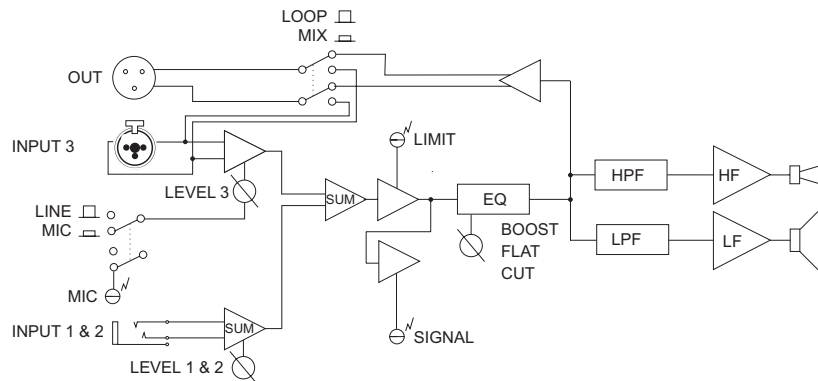 LOOP
MIX
OUT
INPUT 3
LIMIT
LEVEL 3
SUM
EQ
HPF
HF
LINE
MIC
BOOST
FLAT
CUT
LPF
LF
MIC
INPUT 1 & 2
SUM
SIGNAL
LEVEL 1 & 2